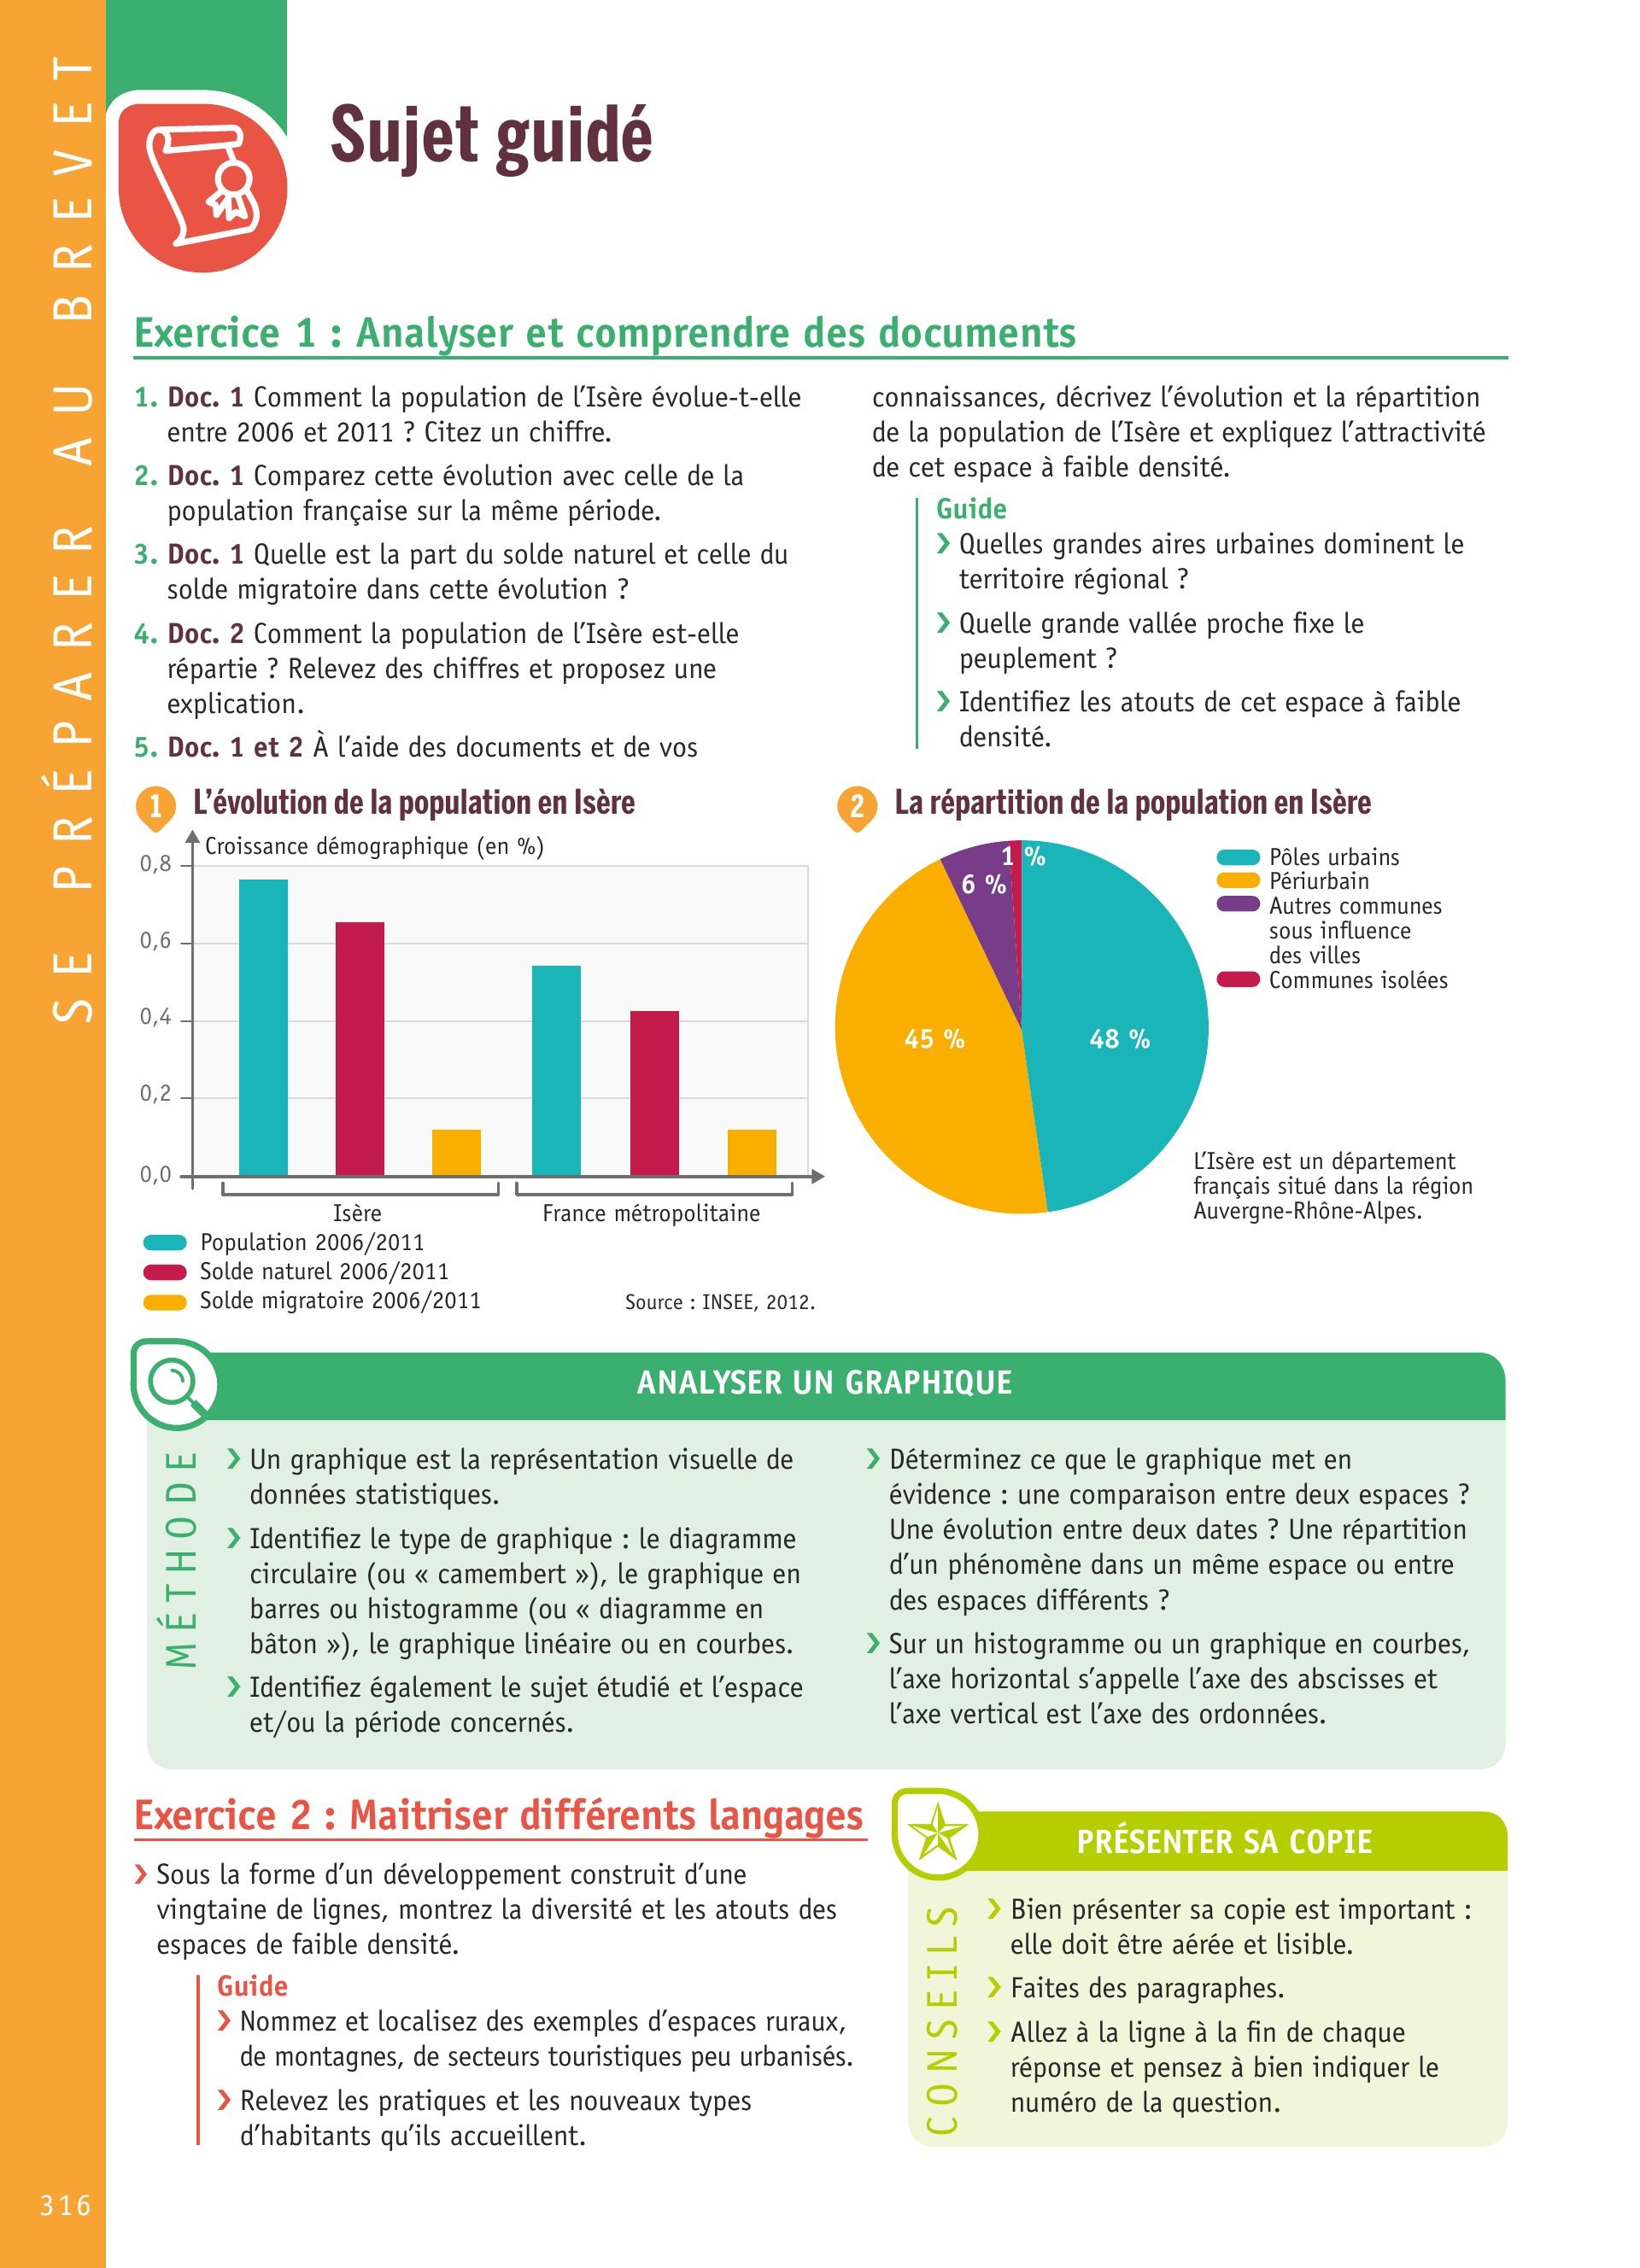 SE PRÉPARER AU BREVET
Sujet guidé
Exercice 1 : Analyser et comprendre des documents
1. Doc. 1 Comment la population de l'Isère évolue-t-elle
entre 2006 et 2011 ? Citez un chiffre.
2. Doc. 1 Comparez cette évolution avec celle de la
population française sur la même période.
3. Doc. 1 Quelle est la part du solde naturel et celle du
solde migratoire dans cette évolution ?
4. Doc. 2 Comment la population de l'Isère est-elle
répartie ? Relevez des chiffres et proposez une
explication.
5. Doc. 1 et 2 À l'aide des documents et de vos
connaissances, décrivez l'évolution et la répartition
de la population de l'Isère et expliquez l'attractivité
de cet espace à faible densité.
Guide
› Quelles grandes aires urbaines dominent le
territoire régional ?
› Quelle grande vallée proche fixe le
peuplement ?
› Identifiez les atouts de cet espace à faible
densité.
1 L'évolution de la population en Isère
Croissance démographique (en %)
0,8
0,6
0,4
0,2
0,0
Isère
France métropolitaine
Population 2006/2011
Solde naturel 2006/2011
Solde migratoire 2006/2011
Source : INSEE, 2012.
2 La répartition de la population en Isère
1 %
6 %
45 %
48 %
Pôles urbains
Périurbain
Autres communes
sous influence
des villes
Communes isolées
L'Isère est un département
français situé dans la région
Auvergne-Rhône-Alpes.
ANALYSER UN GRAPHIQUE
MÉTHODE
› Un graphique est la représentation visuelle de
données statistiques.
› Identifiez le type de graphique : le diagramme
circulaire (ou « camembert »), le graphique en
barres ou histogramme (ou « diagramme en
bâton »), le graphique linéaire ou en courbes.
› Identifiez également le sujet étudié et l'espace
et/ou la période concernés.
› Déterminez ce que le graphique met en
évidence : une comparaison entre deux espaces ?
Une évolution entre deux dates ? Une répartition
d'un phénomène dans un même espace ou entre
des espaces différents ?
› Sur un histogramme ou un graphique en courbes,
l'axe horizontal s'appelle l'axe des abscisses et
l'axe vertical est l'axe des ordonnées.
Exercice 2 : Maitriser différents langages
› Sous la forme d'un développement construit d'une
vingtaine de lignes, montrez la diversité et les atouts des
espaces de faible densité.
Guide
› Nommez et localisez des exemples d'espaces ruraux,
de montagnes, de secteurs touristiques peu urbanisés.
› Relevez les pratiques et les nouveaux types
d'habitants qu'ils accueillent.
PRÉSENTER SA COPIE
CONSEILS
› Bien présenter sa copie est important :
elle doit être aérée et lisible.
› Faites des paragraphes.
› Allez à la ligne à la fin de chaque
réponse et pensez à bien indiquer le
numéro de la question.
316